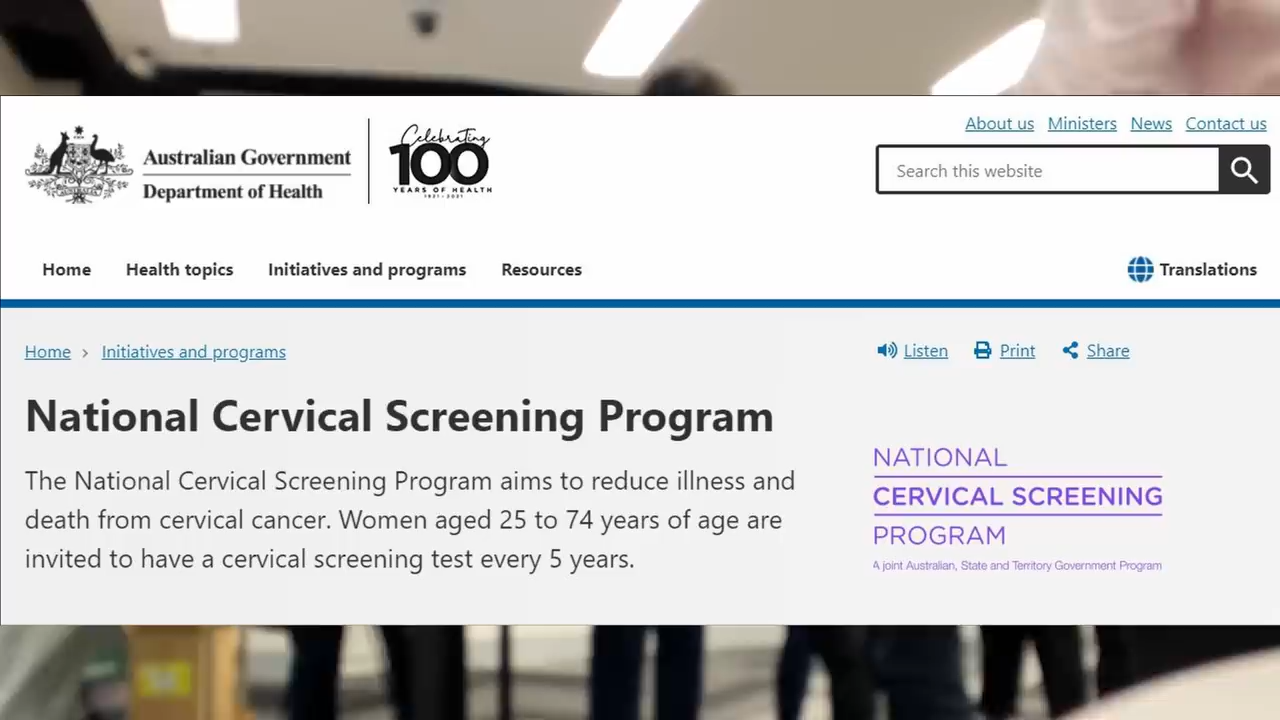 About us Ministers News Contact us
Australian Government
Department of Health
Celebrating
100
YEARS OF HEALTH
1921 - 2021
Search this website
Home Health topics Initiatives and programs Resources Translations
Home > Initiatives and programs
Listen Print Share
National Cervical Screening Program
The National Cervical Screening Program aims to reduce illness and
death from cervical cancer. Women aged 25 to 74 years of age are
invited to have a cervical screening test every 5 years.
NATIONAL
CERVICAL SCREENING
PROGRAM
A joint Australian, State and Territory Government Program